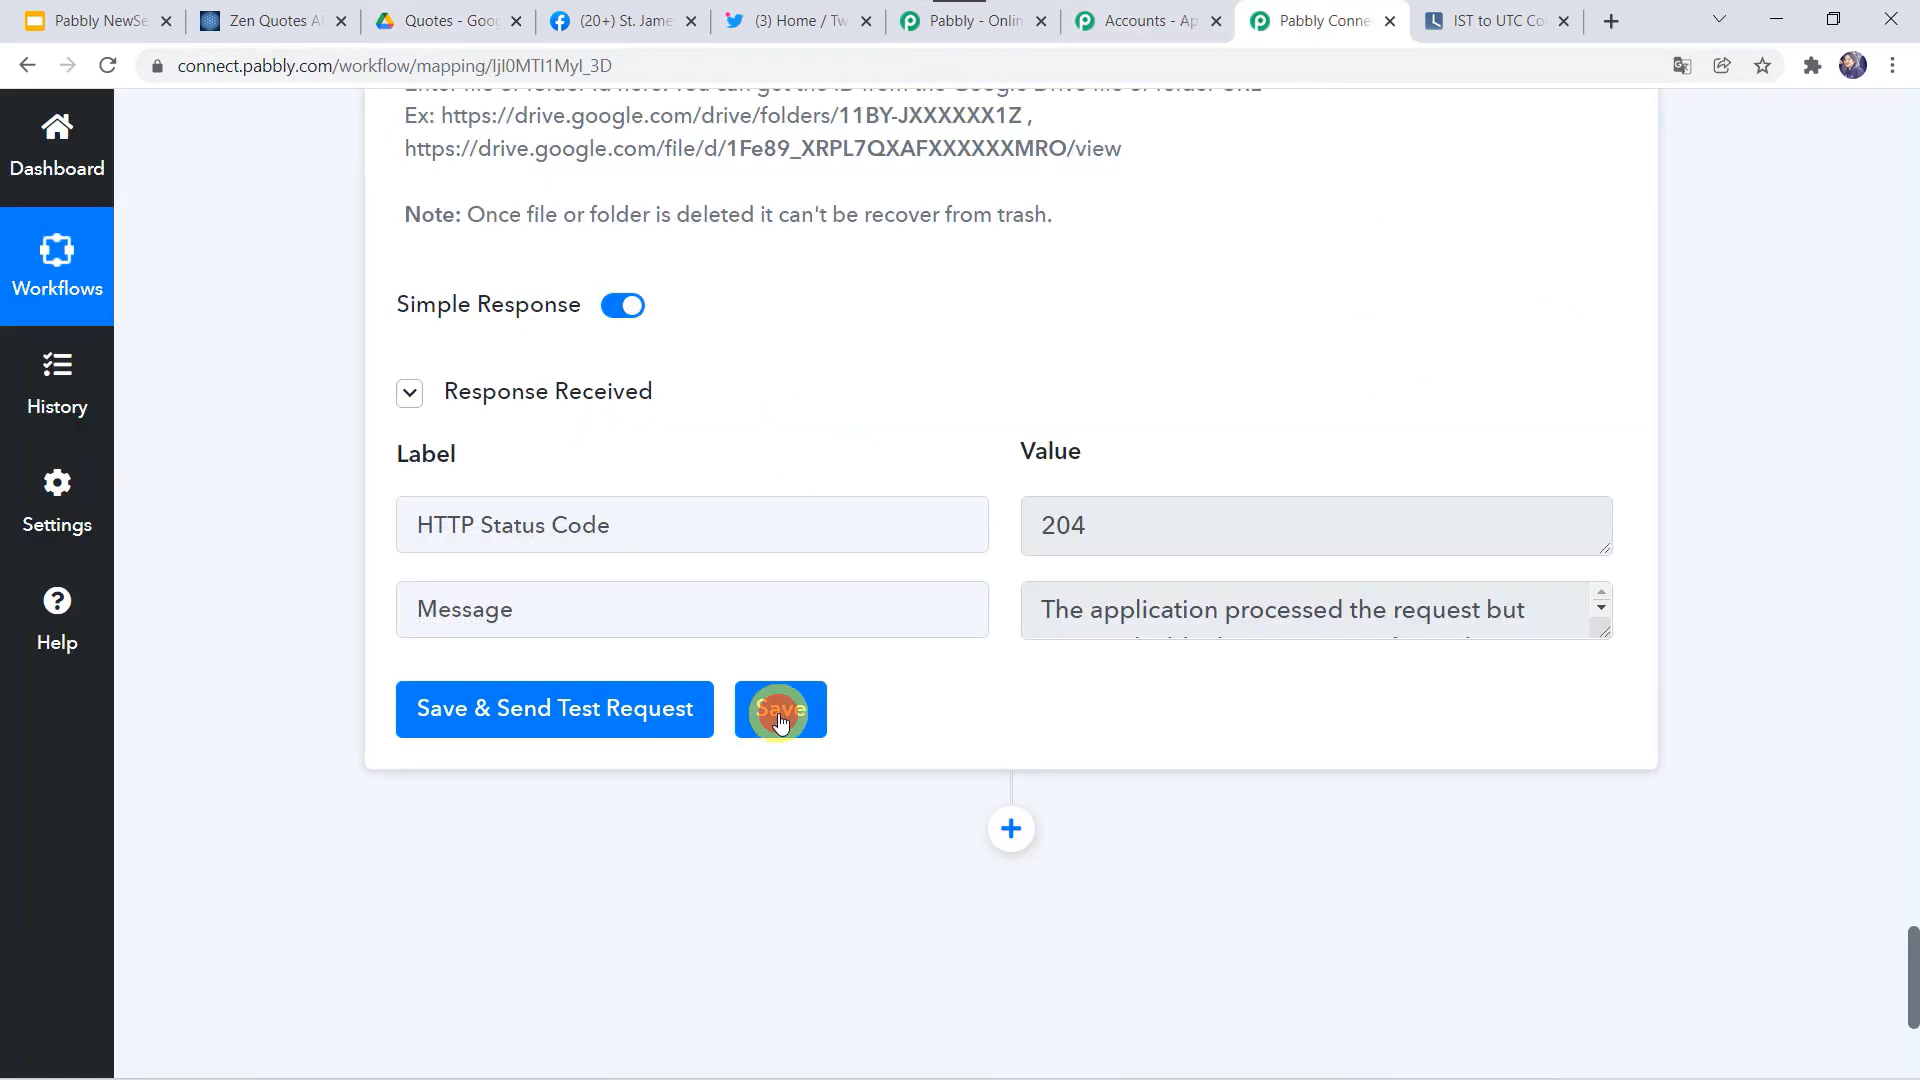 Pabbly NewSe
Zen Quotes A
Quotes - Goog
(20+) St. Jame
(3) Home / Tw
Pabbly - Onlin
Accounts - Ap
Pabbly Conne
IST to UTC Co
connect.pabbly.com/workflow/mapping/IjI0MTI1MyI_3D
Ex: https://drive.google.com/drive/folders/11BY-JXXXXXX1Z ,
https://drive.google.com/file/d/1Fe89_XRPL7QXAFXXXXXXMRO/view
Note: Once file or folder is deleted it can't be recover from trash.
Dashboard
Workflows
History
Settings
Help
Simple Response
Response Received
Label
Value
HTTP Status Code
204
Message
The application processed the request but
Save & Send Test Request
Save